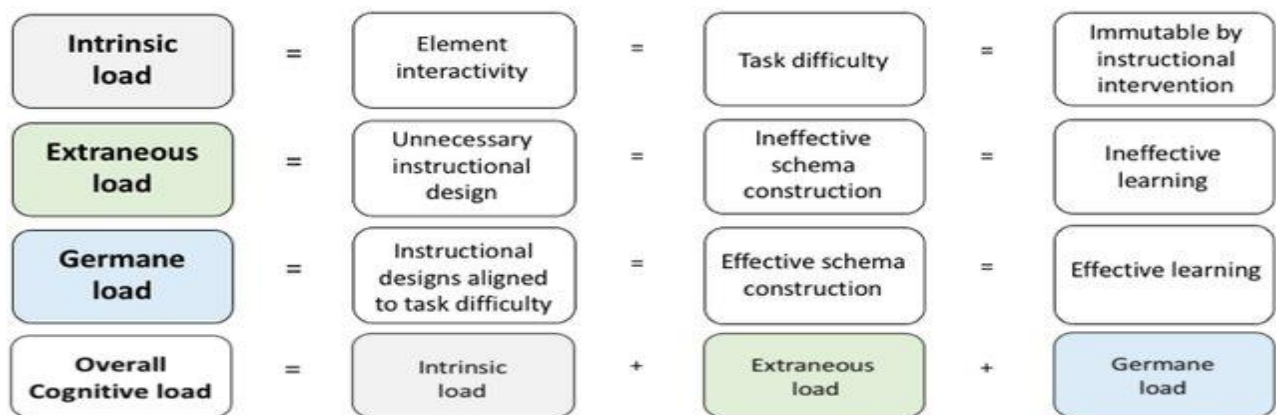 Intrinsic
load
=
Element
interactivity
=
Task difficulty
=
Immutable by
instructional
intervention
Extraneous
load
=
Unnecessary
instructional
design
=
Ineffective
schema
construction
=
Ineffective
learning
Germane
load
=
Instructional
designs aligned
to task difficulty
=
Effective schema
construction
=
Effective learning
Overall
Cognitive load
=
Intrinsic
load
+
Extraneous
load
+
Germane
load